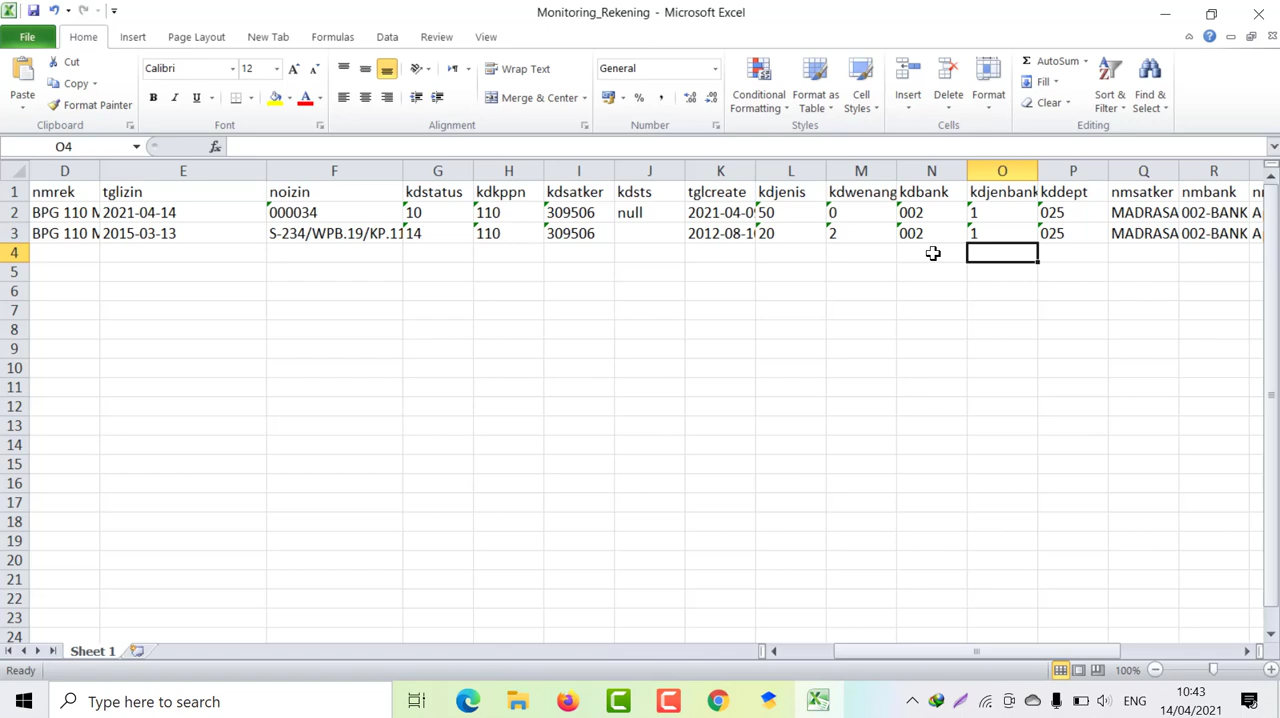 Monitoring_Rekening - Microsoft Excel
File Home Insert Page Layout New Tab Formulas Data Review View
Paste
Cut
Copy
Format Painter
Clipboard
Calibri 12
B I U A
Font
Wrap Text
Merge & Center
Alignment
General
% ,
Number
Conditional Formatting
Format as Table
Cell Styles
Styles
Insert Delete Format
Cells
Σ AutoSum
Fill
Clear
Sort & Filter
Find & Select
Editing
O4 fx
D E F G H I J K L M N O P Q R
1 nmrek tglizin noizin kdstatus kdkppn kdsatker kdsts tglcreate kdjenis kdwenang kdbank kdjenbank kddept nmsatker nmbank
2 BPG 110 M 2021-04-14 000034 10 110 309506 null 2021-04-09 50 0 002 1 025 MADRASA 002-BANK A
3 BPG 110 M 2015-03-13 S-234/WPB.19/KP.11 14 110 309506 2012-08-10 20 2 002 1 025 MADRASA 002-BANK A
4
5
6
7
8
9
10
11
12
13
14
15
16
17
18
19
20
21
22
23
24
Sheet 1
Ready 100%
Type here to search
ENG
10:43
14/04/2021